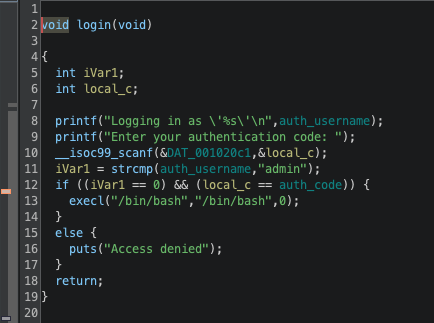 1
2 void login(void)
3
4 {
5 int iVar1;
6 int local_c;
7
8 printf("Logging in as \'%s\'\n",auth_username);
9 printf("Enter your authentication code: ");
10 __isoc99_scanf(&DAT_001020c1,&local_c);
11 iVar1 = strcmp(auth_username,"admin");
12 if ((iVar1 == 0) && (local_c == auth_code)) {
13 execl("/bin/bash","/bin/bash",0);
14 }
15 else {
16 puts("Access denied");
17 }
18 return;
19 }
20